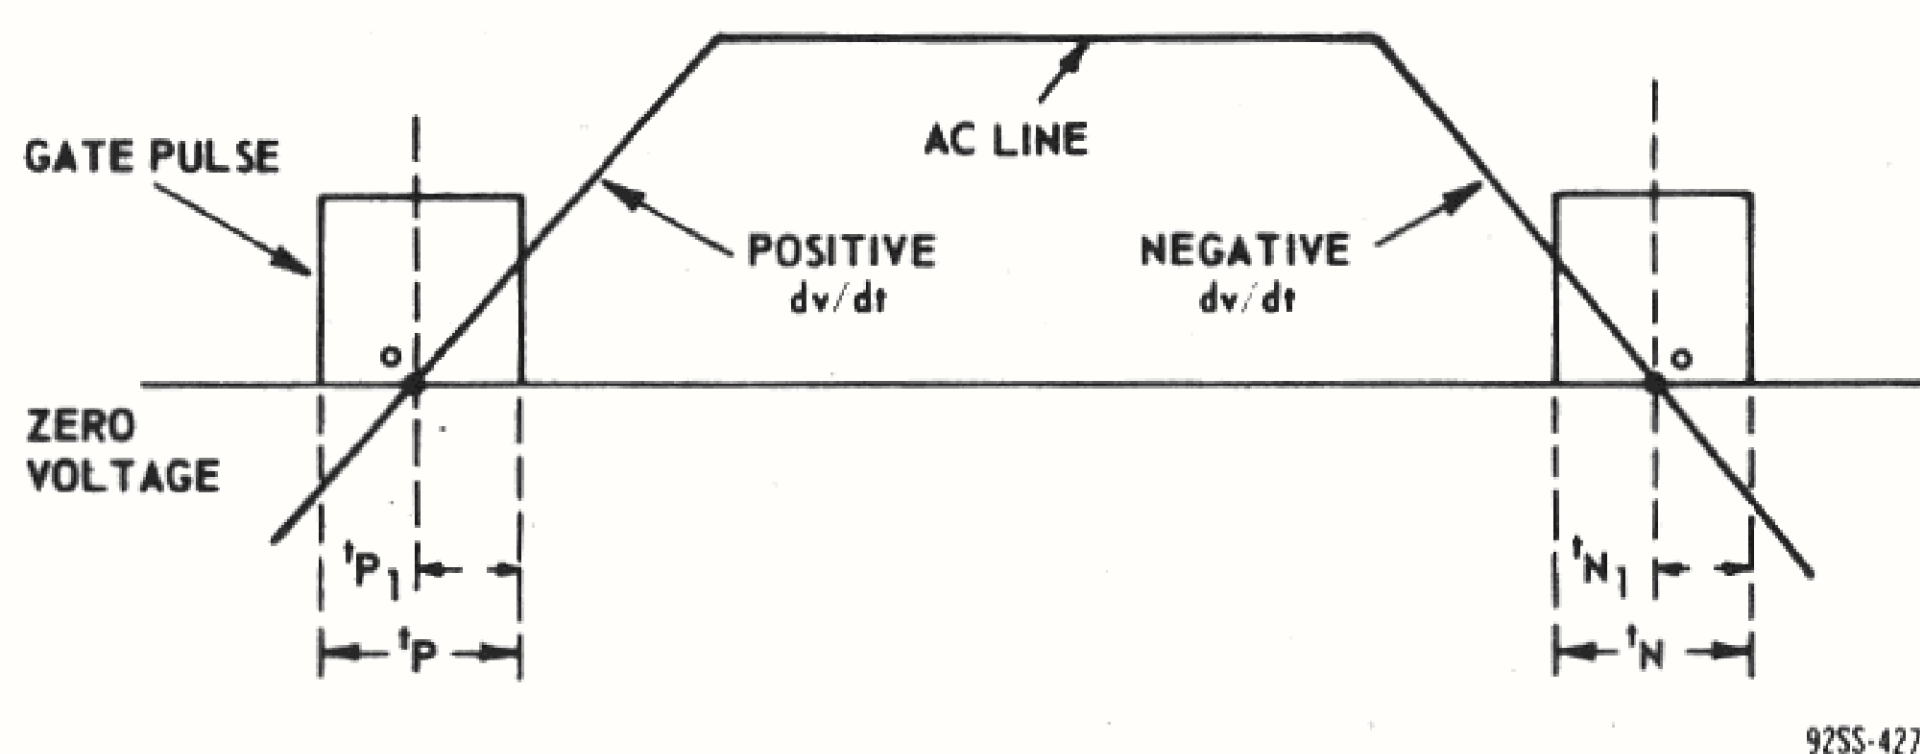 AC LINE
GATE PULSE
POSITIVE
dv/dt
NEGATIVE
dv/dt
o
o
ZERO
VOLTAGE
tP1
tN1
tP
tN
92SS-427